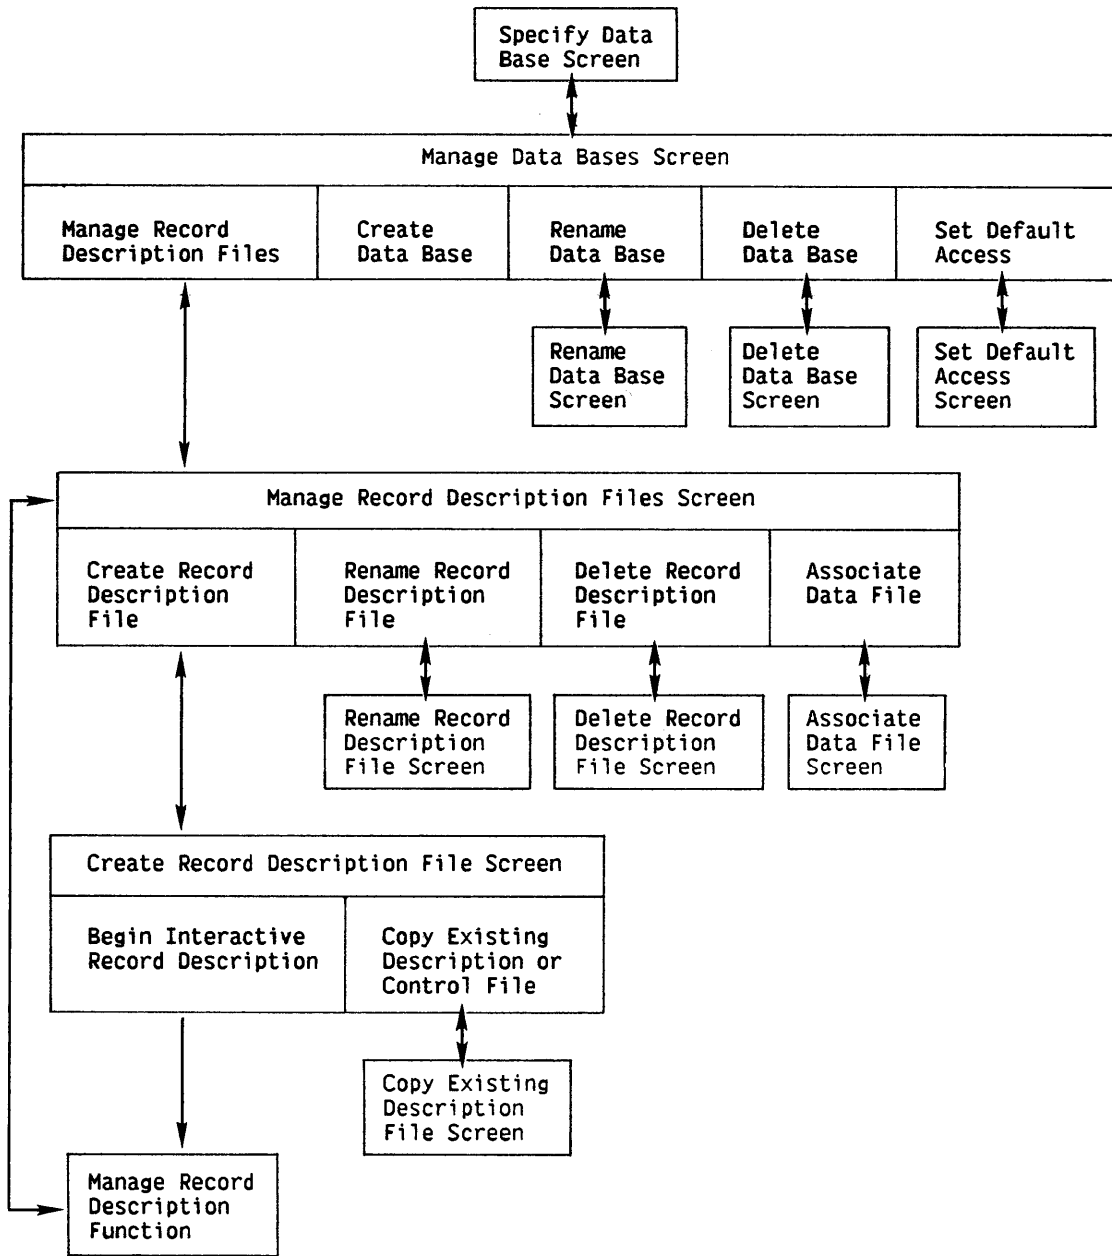 Specify Data
Base Screen
Manage Data Bases Screen
Manage Record
Description Files
Create
Data Base
Rename
Data Base
Delete
Data Base
Set Default
Access
Rename
Data Base
Screen
Delete
Data Base
Screen
Set Default
Access
Screen
Manage Record Description Files Screen
Create Record
Description
File
Rename Record
Description
File
Delete Record
Description
File
Associate
Data File
Rename Record
Description
File Screen
Delete Record
Description
File Screen
Associate
Data File
Screen
Create Record Description File Screen
Begin Interactive
Record Description
Copy Existing
Description or
Control File
Copy Existing
Description
File Screen
Manage Record
Description
Function